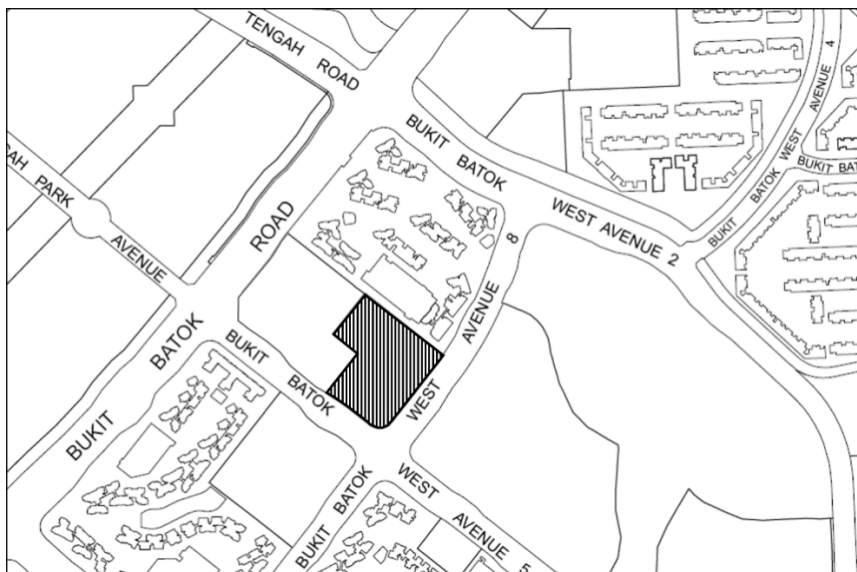 TENGAH ROAD
BUKIT BATOK WEST AVENUE 2
BUKIT BATOK WEST AVENUE 4
BUKIT BAT
GAH PARK AVENUE
BUKIT BATOK ROAD
BUKIT BATOK WEST AVENUE 5
BUKIT BATOK WEST AVENUE 8